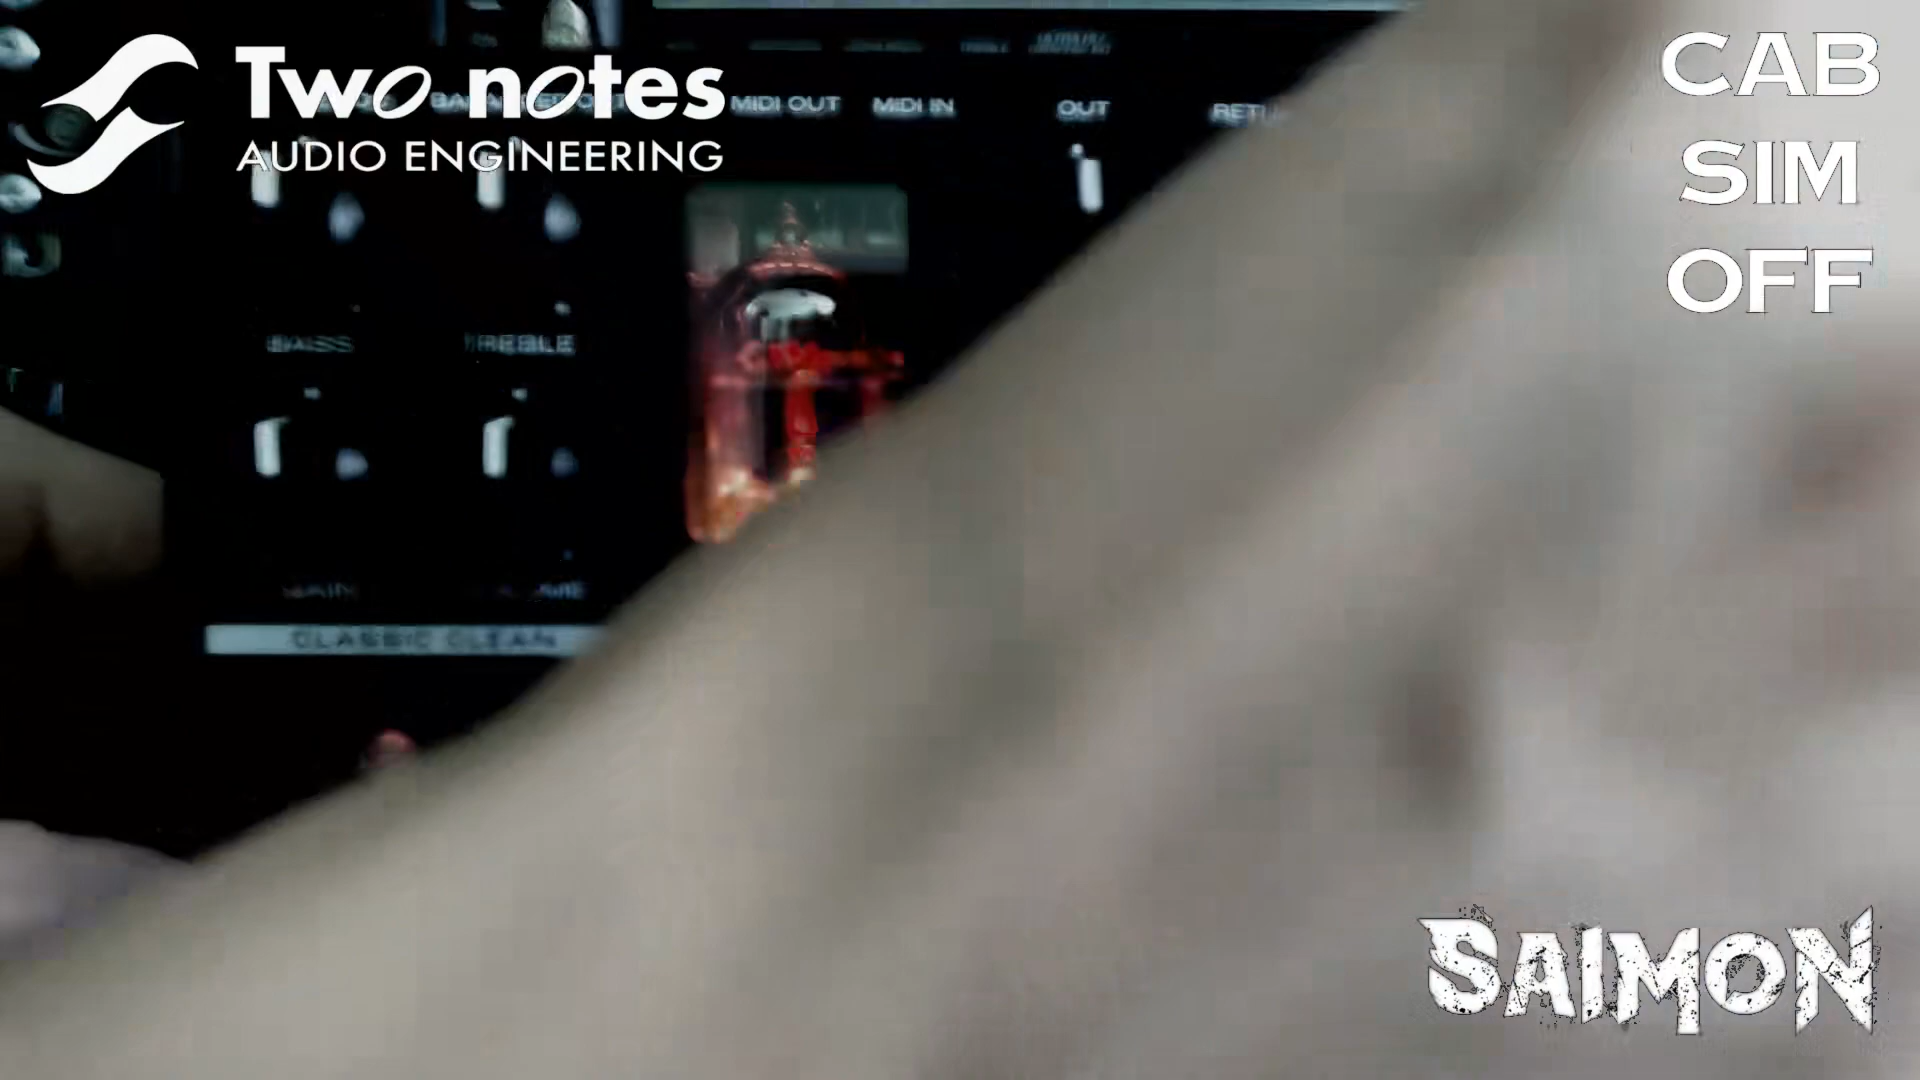 Two notes
AUDIO ENGINEERING
CAB
SIM
OFF
MIDI OUT
MIDI IN
OUT
BASS
TREBLE
CLASSIC CLEAN
SAIMON